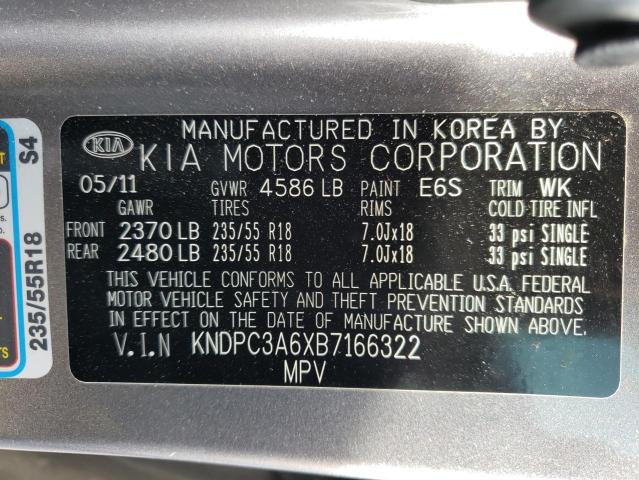 MANUFACTURED IN KOREA BY
KIA KIA MOTORS CORPORATION
05/11 GVWR 4586 LB PAINT E6S TRIM WK
GAWR TIRES RIMS COLD TIRE INFL
FRONT 2370 LB 235/55 R18 7.0Jx18 33 psi SINGLE
REAR 2480 LB 235/55 R18 7.0Jx18 33 psi SINGLE
THIS VEHICLE CONFORMS TO ALL APPLICABLE U.S.A. FEDERAL
MOTOR VEHICLE SAFETY AND THEFT PREVENTION STANDARDS
IN EFFECT ON THE DATE OF MANUFACTURE SHOWN ABOVE.
V.I.N KNDPC3A6XB7166322
MPV
235/55R18 S4